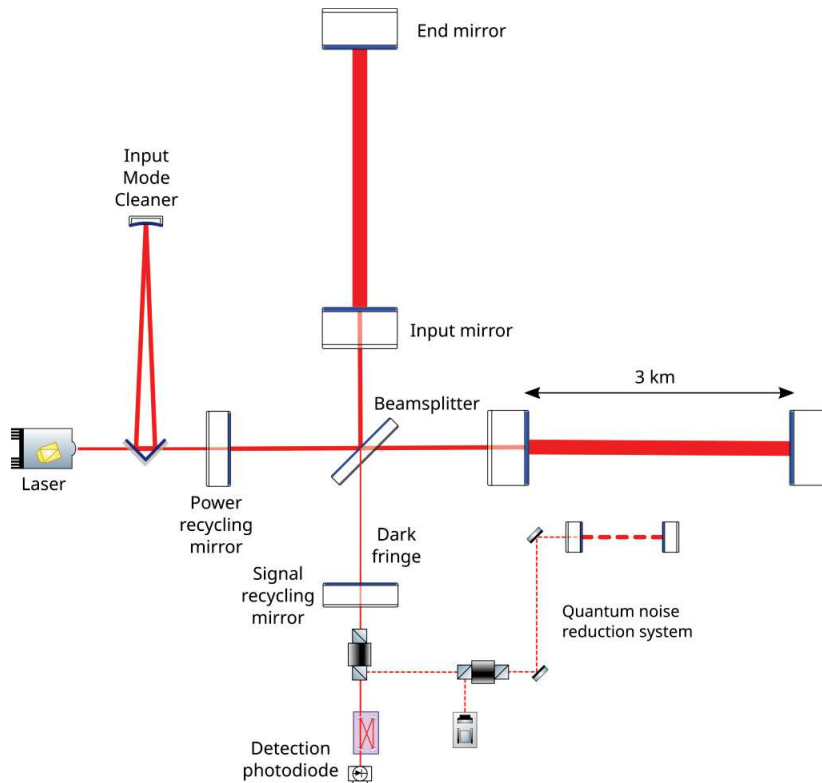 End mirror
Input
Mode
Cleaner
Input mirror
3 km
Beamsplitter
Laser
Power
recycling
mirror
Dark
fringe
Signal
recycling
mirror
Quantum noise
reduction system
Detection
photodiode